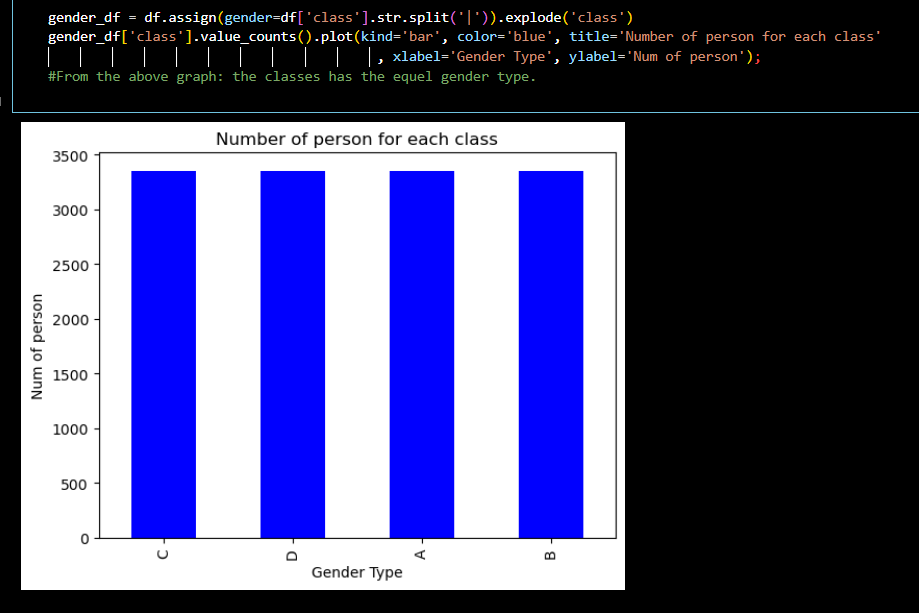 gender_df = df.assign(gender=df['class'].str.split('|')).explode('class')
gender_df['class'].value_counts().plot(kind='bar', color='blue', title='Number of person for each class'
, xlabel='Gender Type', ylabel='Num of person');
#From the above graph: the classes has the equel gender type.
Number of person for each class
3500
3000
2500
2000
1500
1000
500
0
Num of person
C D A B
Gender Type